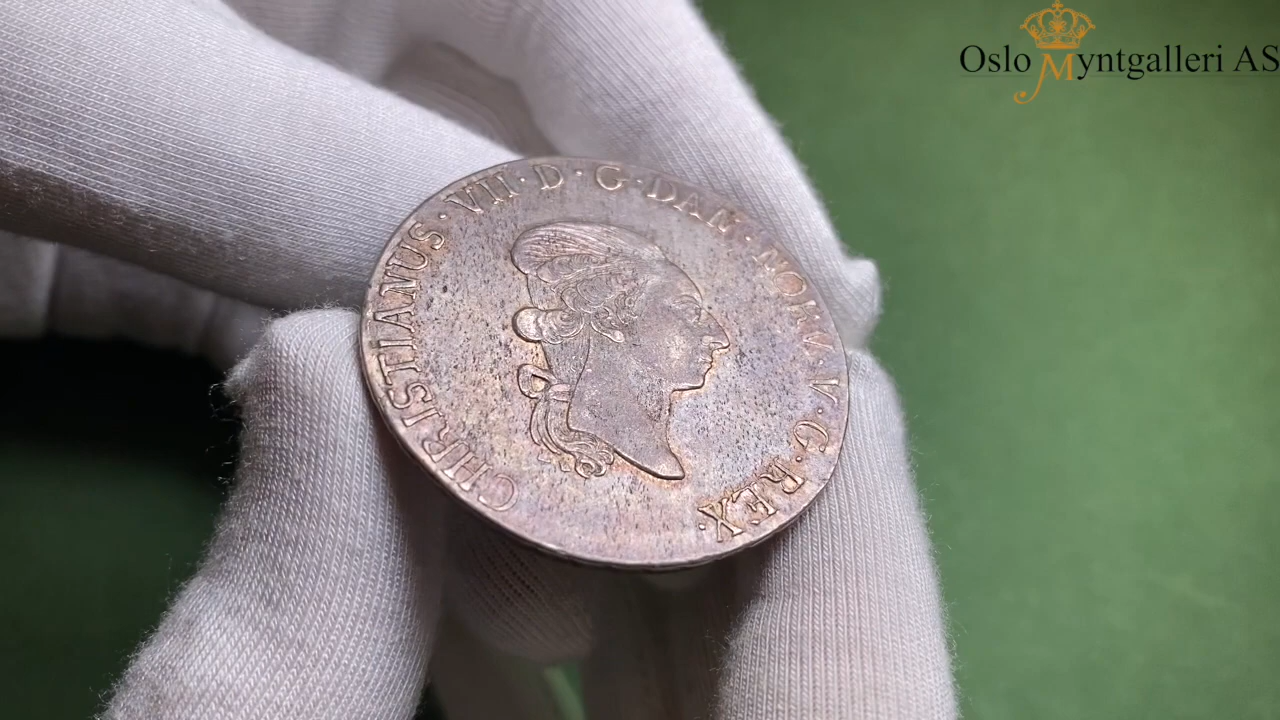 Oslo Myntgalleri AS
CHRISTIANUS · VII · D · G · DAN · NORV · V · G · REX ·